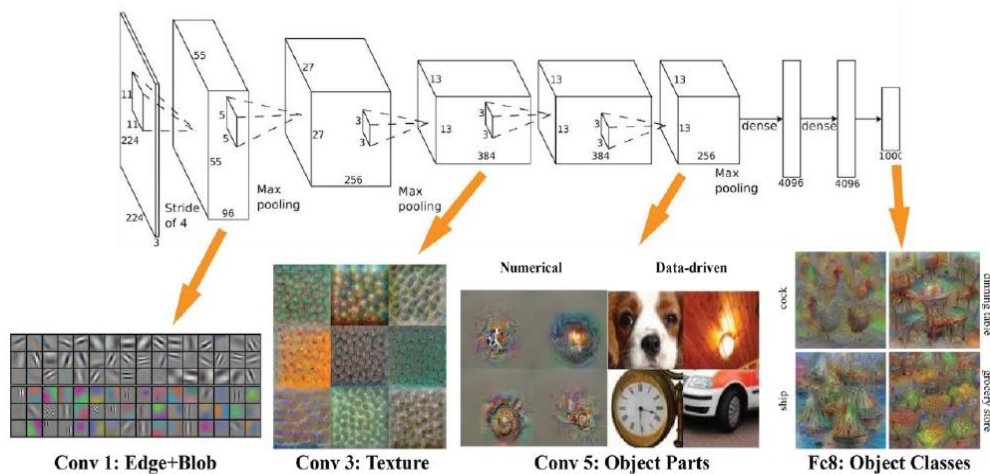 55
27
13
13
13
11
5
3
3
3
11
5
27
3
13
3
13
3
13
dense
dense
224
55
384
384
256
1000
Max
pooling
256
Max
pooling
Max
pooling
4096
4096
224
Stride
of 4
96
3
Numerical
Data-driven
cock
ship
dining table
grocery store
Conv 1: Edge+Blob
Conv 3: Texture
Conv 5: Object Parts
Fc8: Object Classes